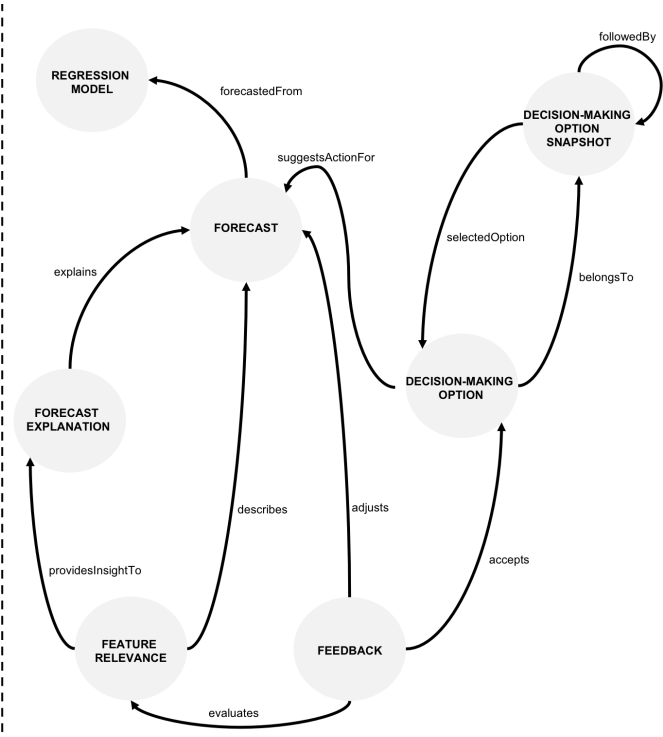 followedBy
REGRESSION
MODEL
forecastedFrom
DECISION-MAKING
OPTION
SNAPSHOT
suggestsActionFor
FORECAST
selectedOption
explains
belongsTo
DECISION-MAKING
OPTION
FORECAST
EXPLANATION
describes
adjusts
accepts
providesInsightTo
FEATURE
RELEVANCE
FEEDBACK
evaluates